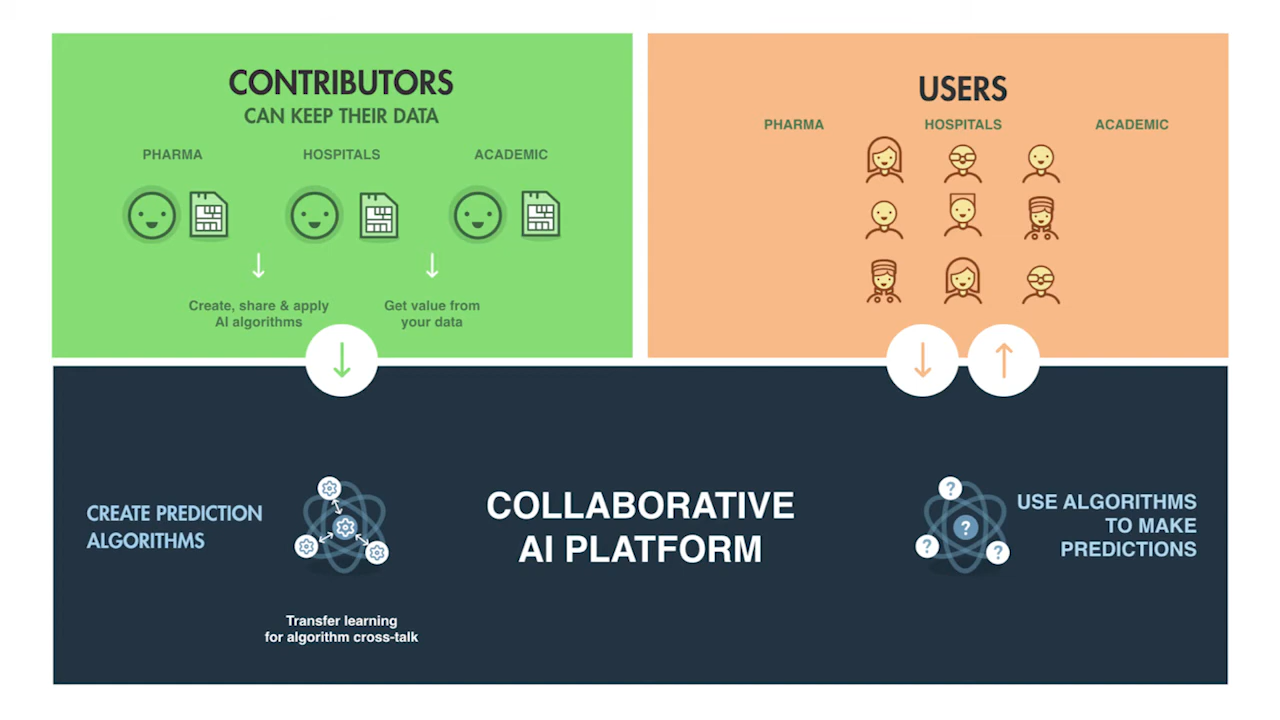 CONTRIBUTORS
CAN KEEP THEIR DATA
PHARMA
HOSPITALS
ACADEMIC
Create, share & apply
AI algorithms
Get value from
your data
USERS
PHARMA
HOSPITALS
ACADEMIC
CREATE PREDICTION
ALGORITHMS
Transfer learning
for algorithm cross-talk
COLLABORATIVE
AI PLATFORM
?
?
?
?
USE ALGORITHMS
TO MAKE
PREDICTIONS